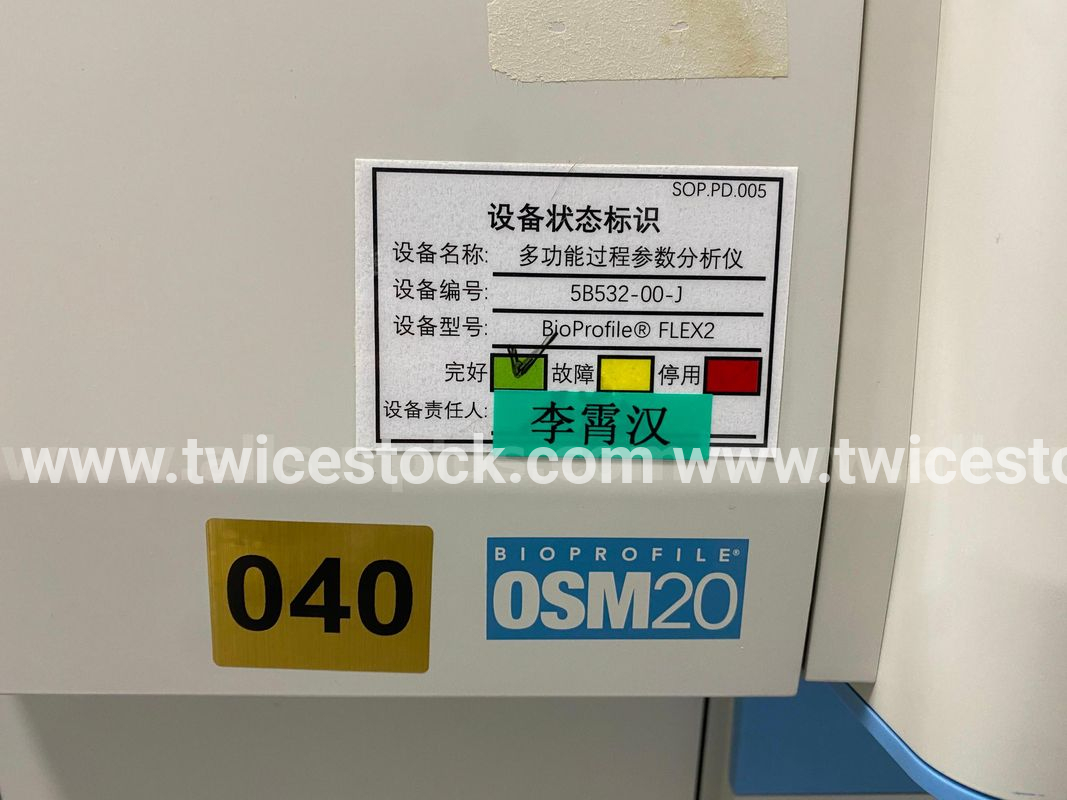 SOP.PD.005
设备状态标识
设备名称: 多功能过程参数分析仪
设备编号: 5B532-00-J
设备型号: BioProfile® FLEX2
完好 故障 停用
设备责任人: 李霄汉
www.twicestock.com www.twicesto
040
BIOPROFILE®
OSM20